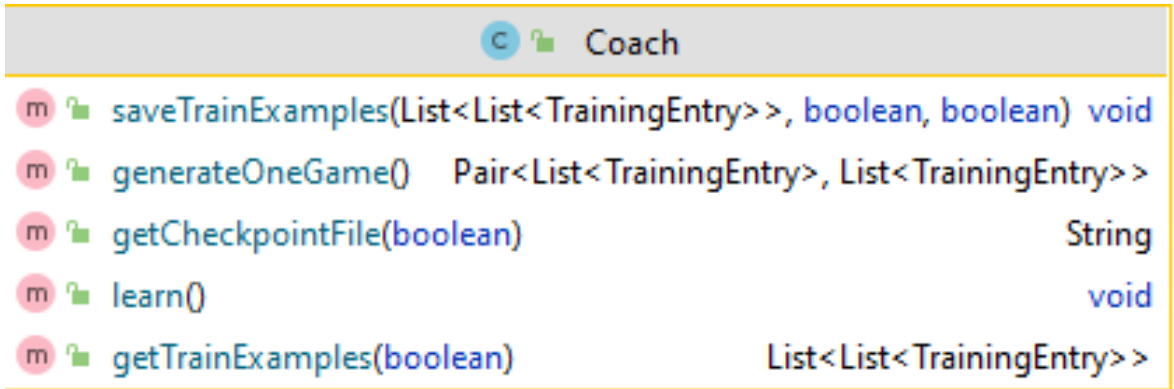 C Coach
m saveTrainExamples(List<List<TrainingEntry>>, boolean, boolean) void
m generateOneGame() Pair<List<TrainingEntry>, List<TrainingEntry>>
m getCheckpointFile(boolean) String
m learn() void
m getTrainExamples(boolean) List<List<TrainingEntry>>